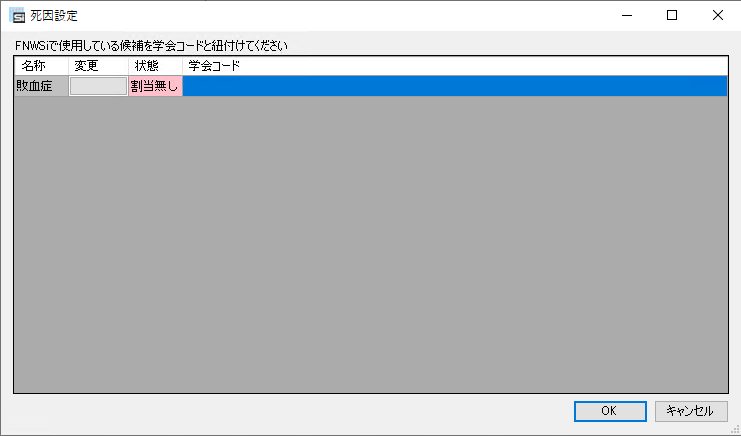 死因設定
FNWSiで使用している候補を学会コードと紐付けてください
名称 変更 状態 学会コード
敗血症 割当無し
OK キャンセル